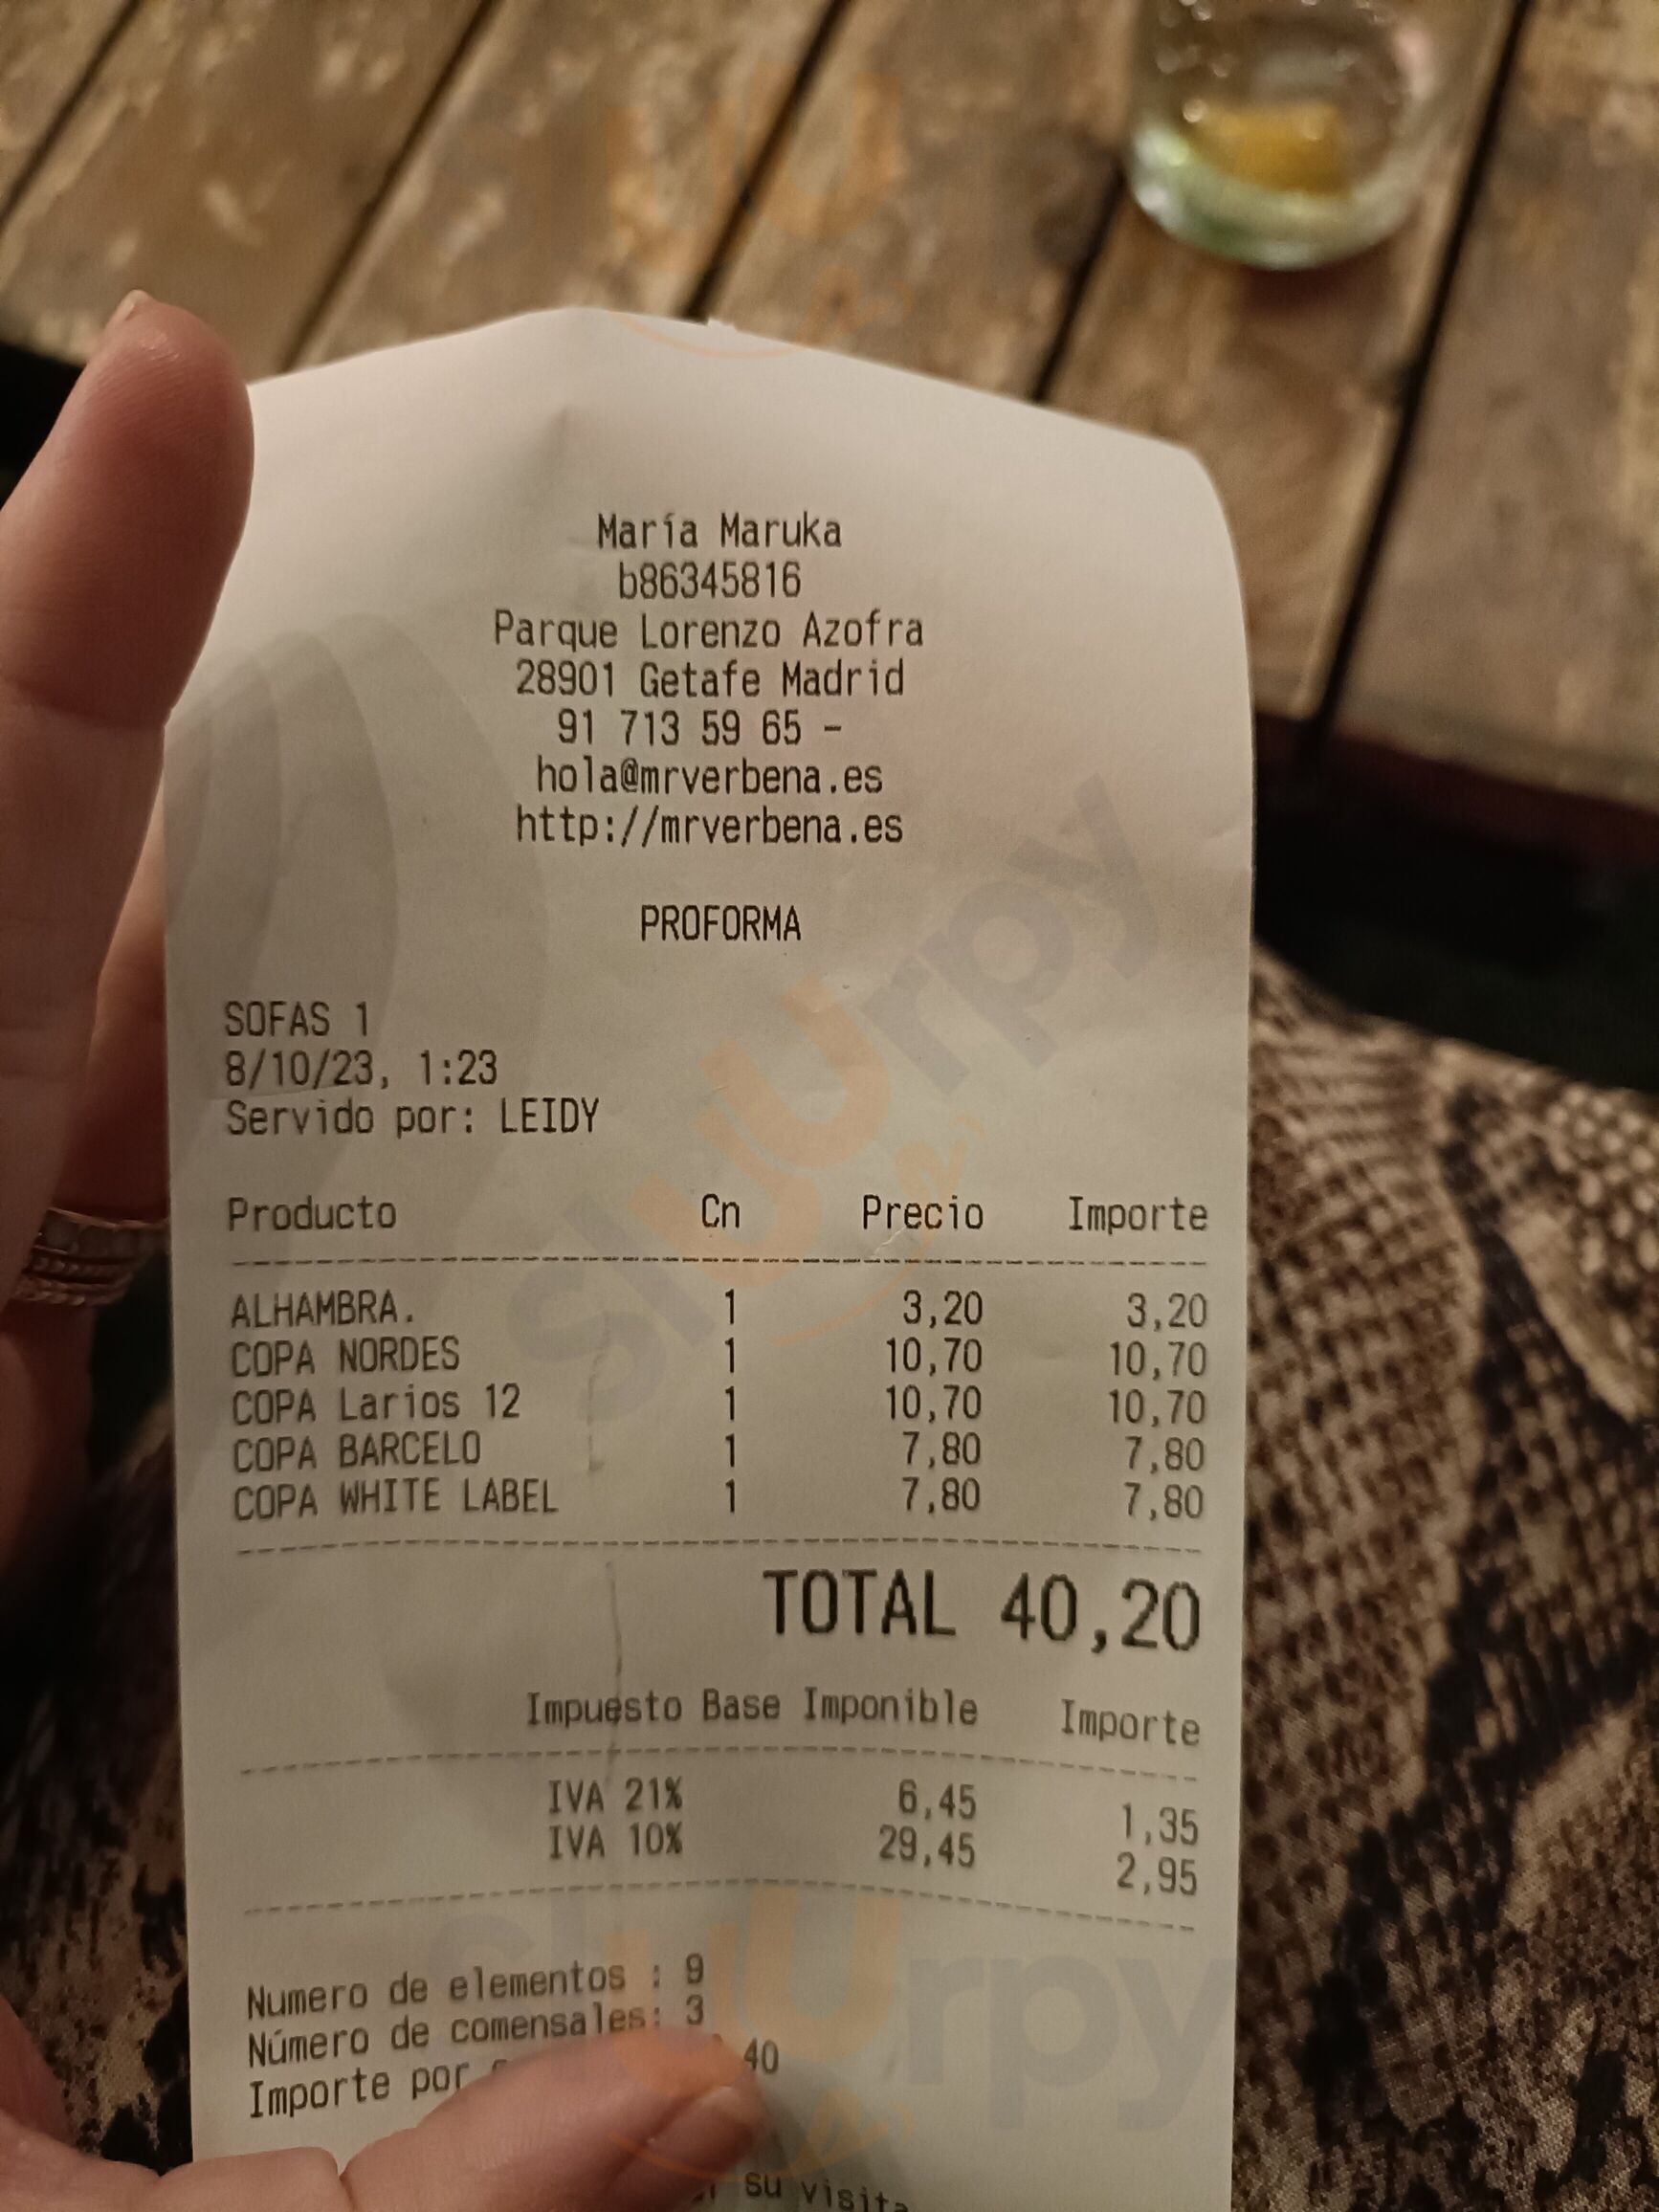 María Maruka
b86345816
Parque Lorenzo Azofra
28901 Getafe Madrid
91 713 59 65 -
hola@mrverbena.es
http://mrverbena.es
PROFORMA
SOFAS 1
8/10/23, 1:23
Servido por: LEIDY
Producto Cn Precio Importe
ALHAMBRA. 1 3,20 3,20
COPA NORDES 1 10,70 10,70
COPA Larios 12 1 10,70 10,70
COPA BARCELO 1 7,80 7,80
COPA WHITE LABEL 1 7,80 7,80
TOTAL 40,20
Impuesto Base Imponible Importe
IVA 21% 6,45 1,35
IVA 10% 29,45 2,95
Numero de elementos : 9
Número de comensales: 3
Importe por 40
su visita
sluurpy
sluurpy